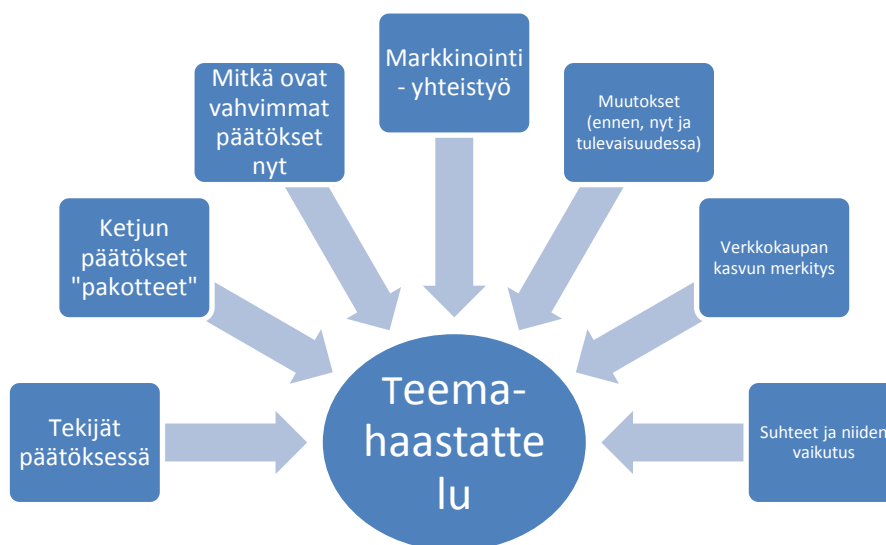 Tekijät
päätöksessä
Ketjun
päätökset
"pakotteet"
Mitkä ovat
vahvimmat
päätökset
nyt
Markkinointi
- yhteistyö
Muutokset
(ennen, nyt ja
tulevaisuudessa)
Verkkokaupan
kasvun merkitys
Suhteet ja niiden
vaikutus
Teema-
haastatte
lu